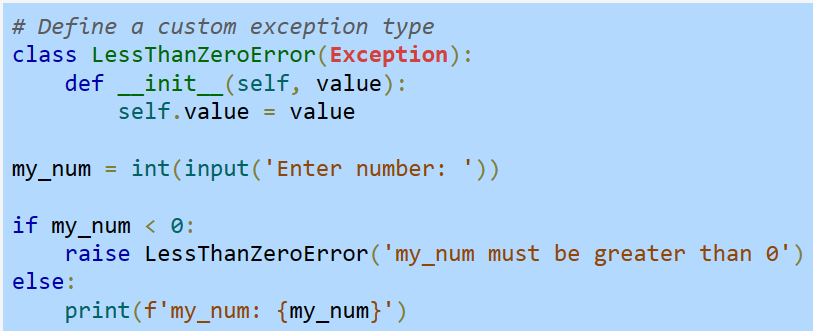 # Define a custom exception type
class LessThanZeroError(Exception):
    def __init__(self, value):
        self.value = value

my_num = int(input('Enter number: '))

if my_num < 0:
    raise LessThanZeroError('my_num must be greater than 0')
else:
    print(f'my_num: {my_num}')